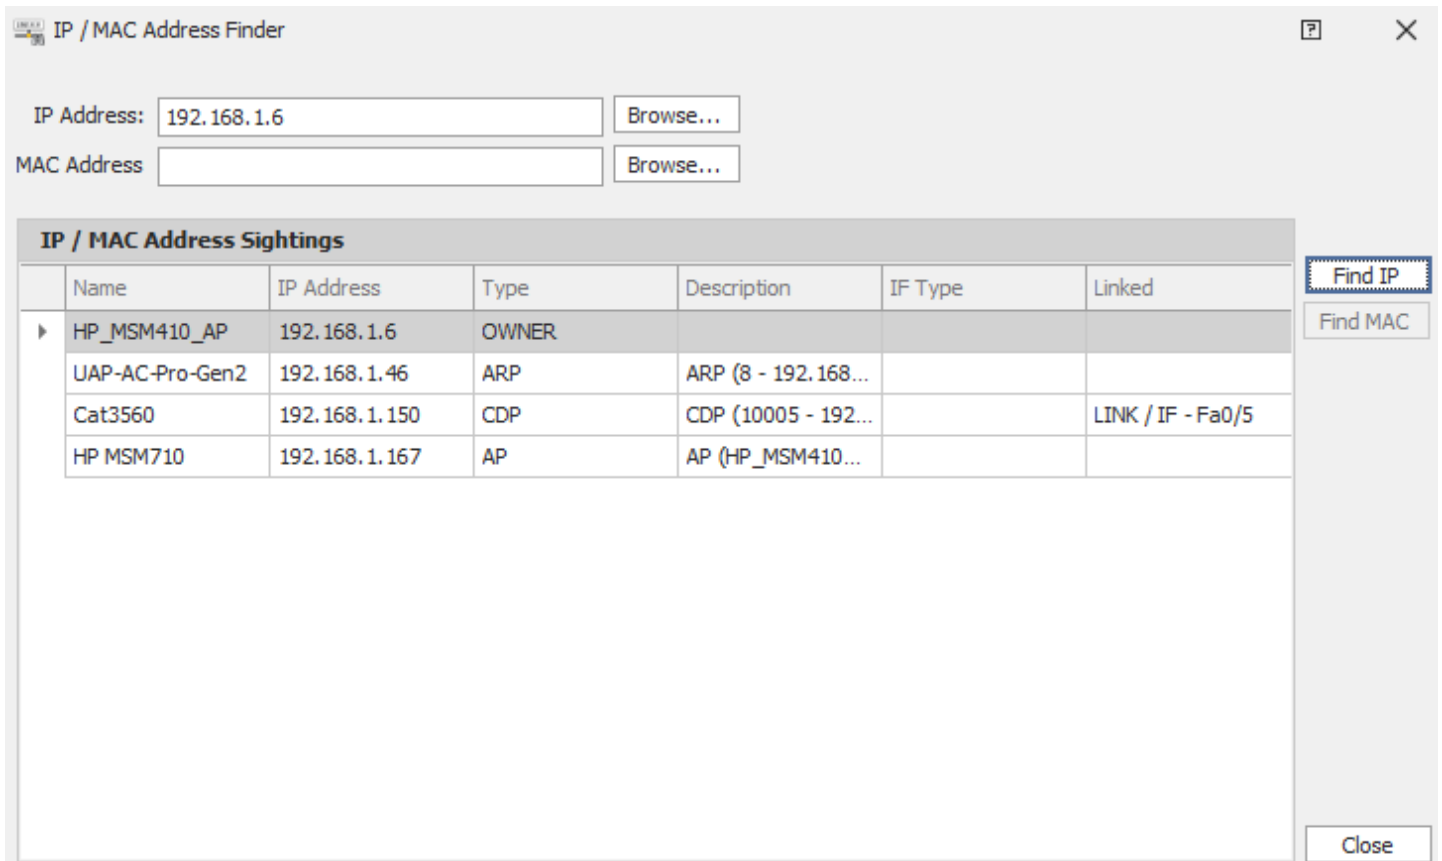 IP / MAC Address Finder
IP Address: 192.168.1.6 Browse...
MAC Address Browse...
IP / MAC Address Sightings
Name IP Address Type Description IF Type Linked
HP_MSM410_AP 192.168.1.6 OWNER
UAP-AC-Pro-Gen2 192.168.1.46 ARP ARP (8 - 192.168...
Cat3560 192.168.1.150 CDP CDP (10005 - 192... LINK / IF - Fa0/5
HP MSM710 192.168.1.167 AP AP (HP_MSM410...
Find IP
Find MAC
Close